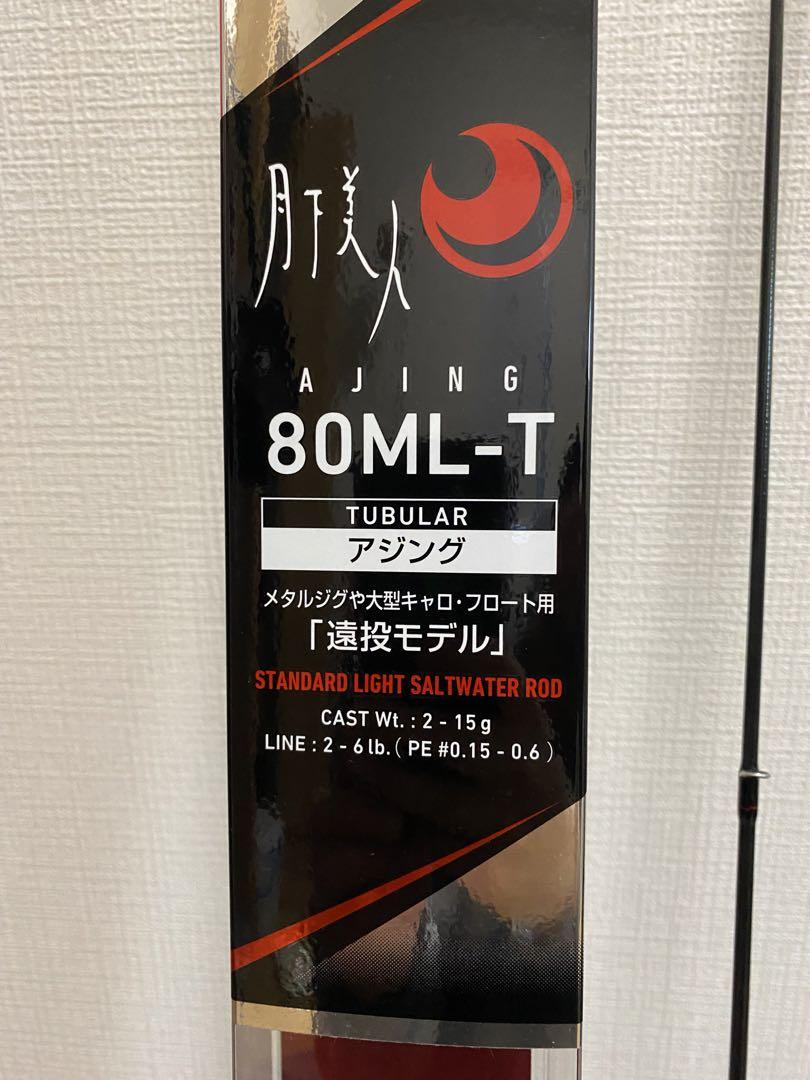 月下美人
AJING
80ML-T
TUBULAR
アジング
メタルジグや大型キャロ・フロート用
「遠投モデル」
STANDARD LIGHT SALTWATER ROD
CAST Wt. : 2 - 15g
LINE : 2 - 6 lb. ( PE #0.15 - 0.6 )